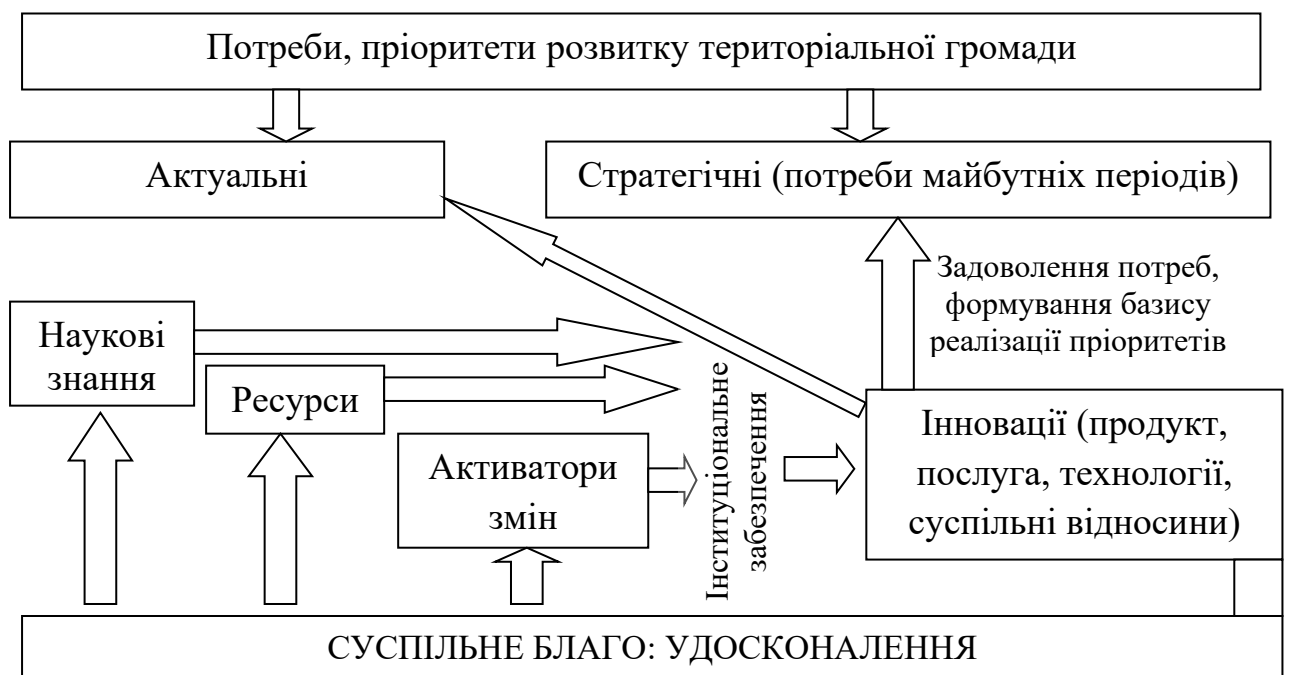 Потреби, пріоритети розвитку територіальної громади
Актуальні
Стратегічні (потреби майбутніх періодів)
Задоволення потреб,
формування базису
реалізації пріоритетів
Наукові
знання
Ресурси
Активатори
змін
Інституціональне
забезпечення
Інновації (продукт,
послуга, технології,
суспільні відносини)
СУСПІЛЬНЕ БЛАГО: УДОСКОНАЛЕННЯ